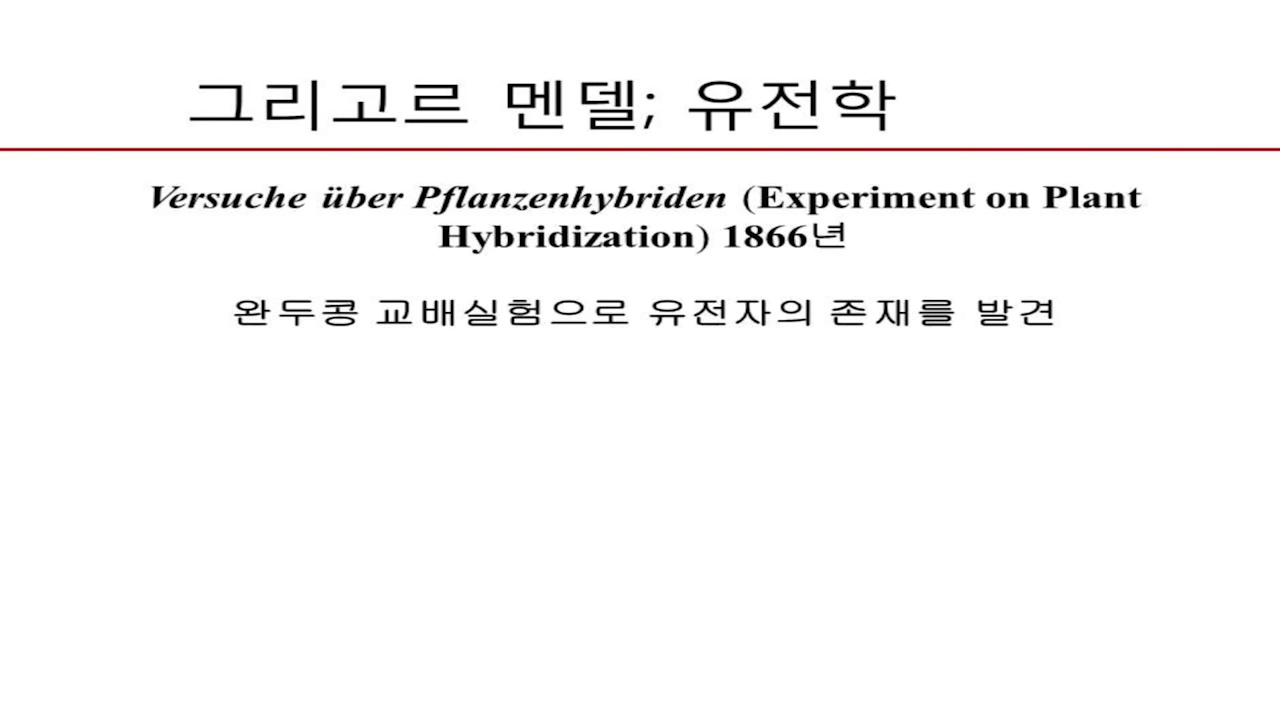 그리고르 멘델; 유전학
Versuche über Pflanzenhybriden (Experiment on Plant
Hybridization) 1866년
완두콩 교배실험으로 유전자의 존재를 발견